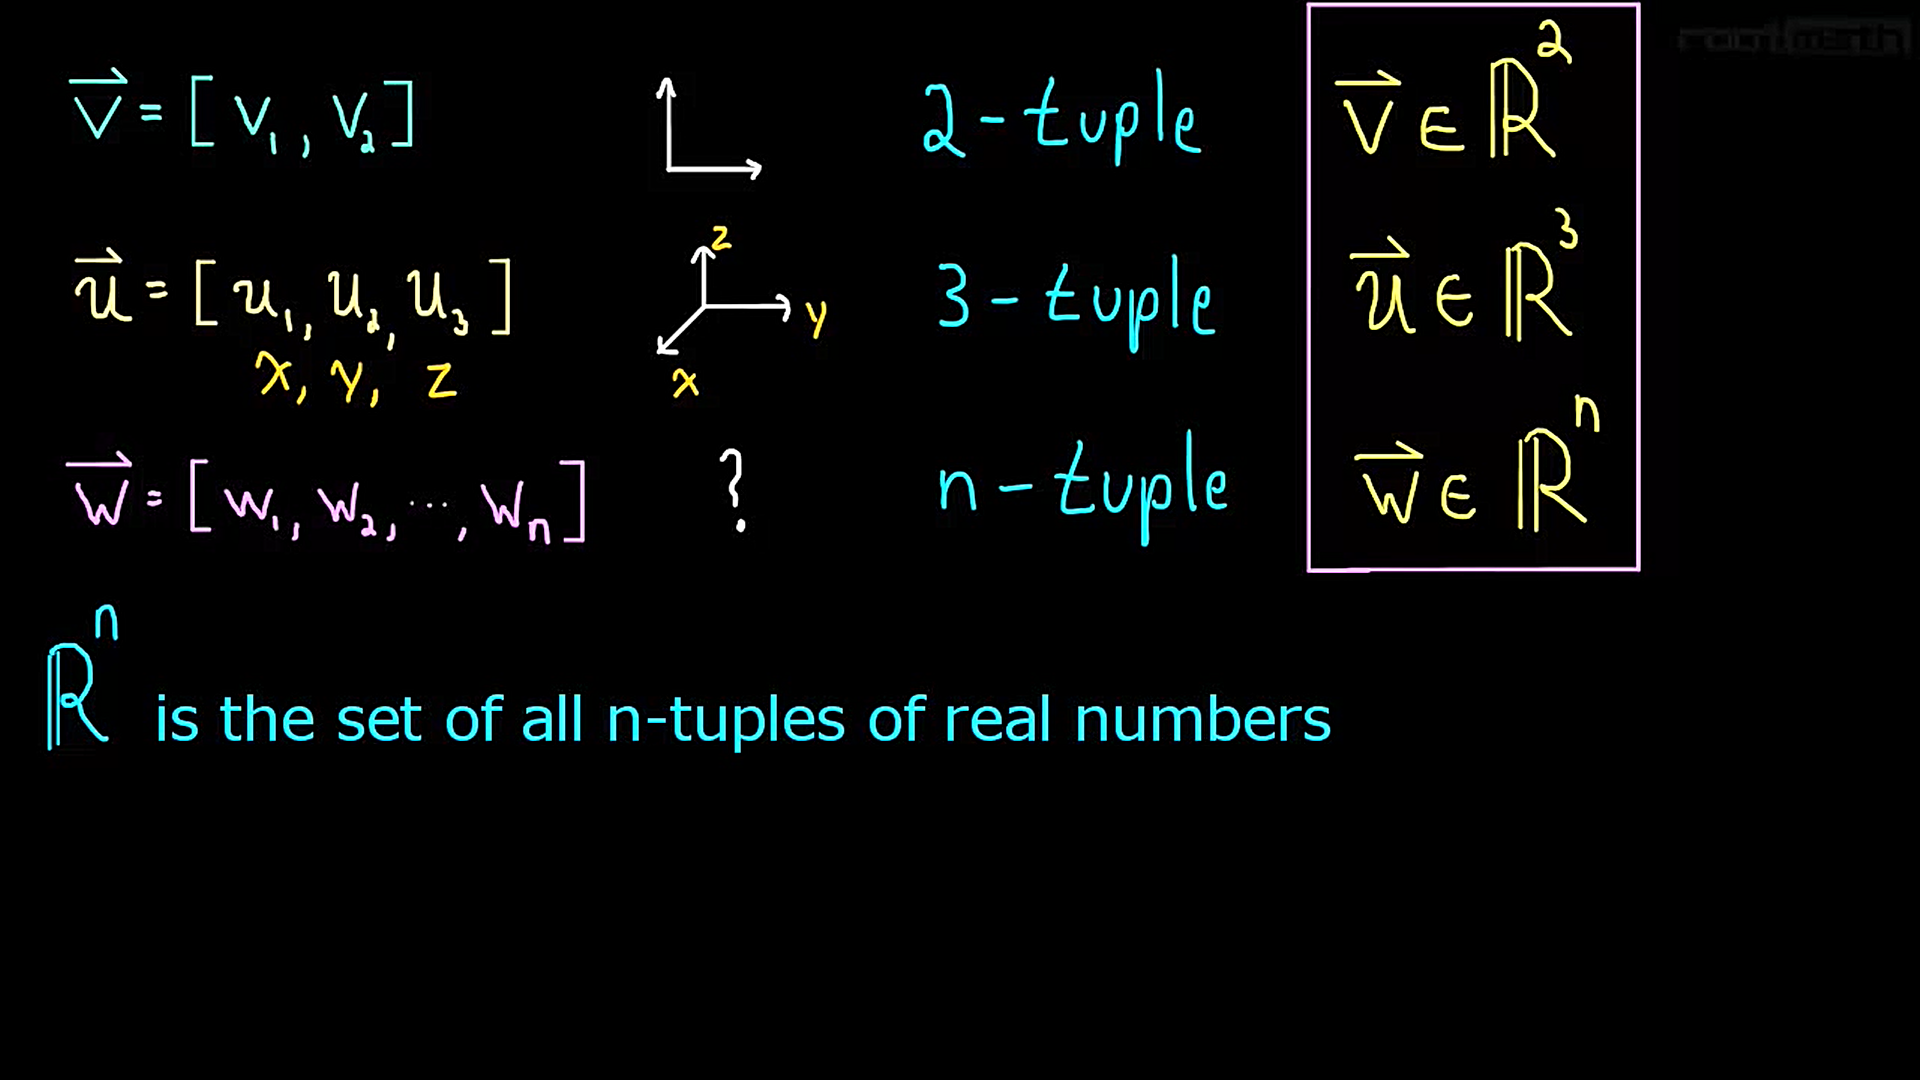 v⃗ = [ v₁ , v₂ ] 2-tuple v⃗ ∈ ℝ²
z
u⃗ = [ u₁, u₂, u₃ ] y 3-tuple u⃗ ∈ ℝ³
x, y, z x
w⃗ = [ w₁, w₂, ⋯, wₙ ] ? n-tuple w⃗ ∈ ℝⁿ
ℝⁿ is the set of all n-tuples of real numbers